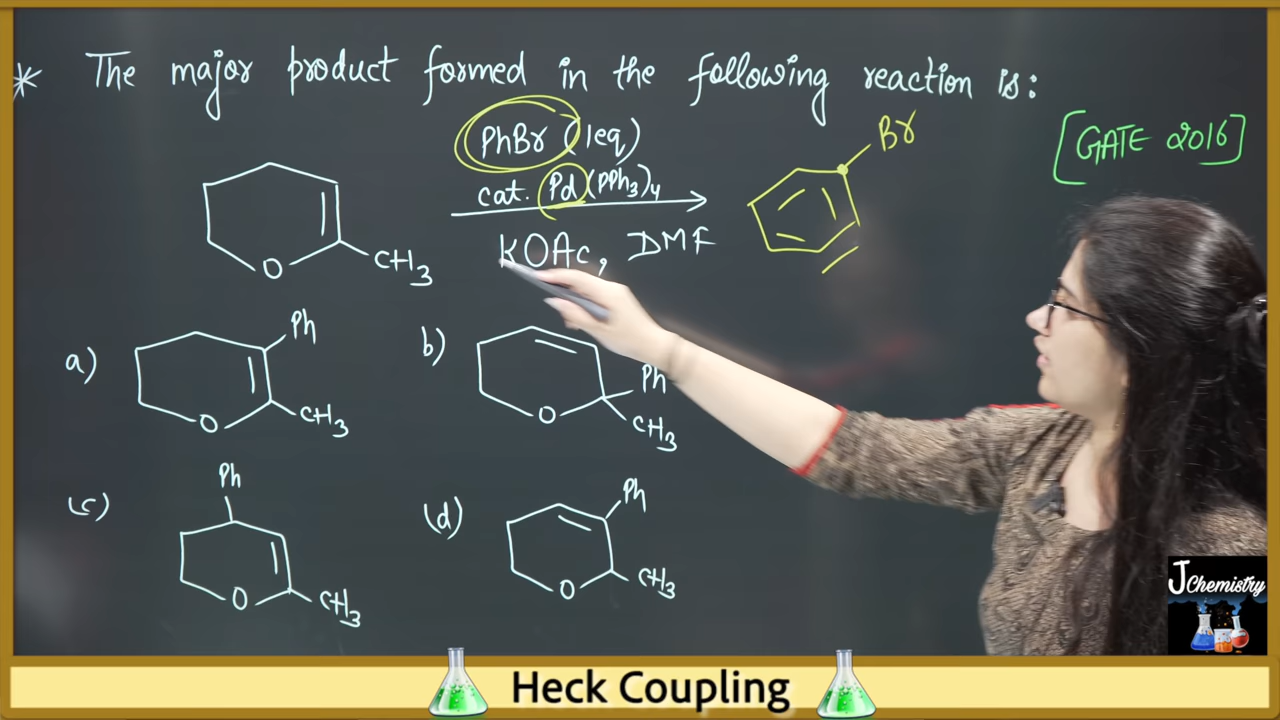 * The major product formed in the following reaction is:
[GATE 2016]
PhBr (1eq)
cat. Pd(PPh3)4
KOAc, DMF
Br
O
CH3
a)
Ph
O
CH3
b)
Ph
O
CH3
(c)
Ph
O
CH3
(d)
Ph
O
CH3
J Chemistry
Heck Coupling